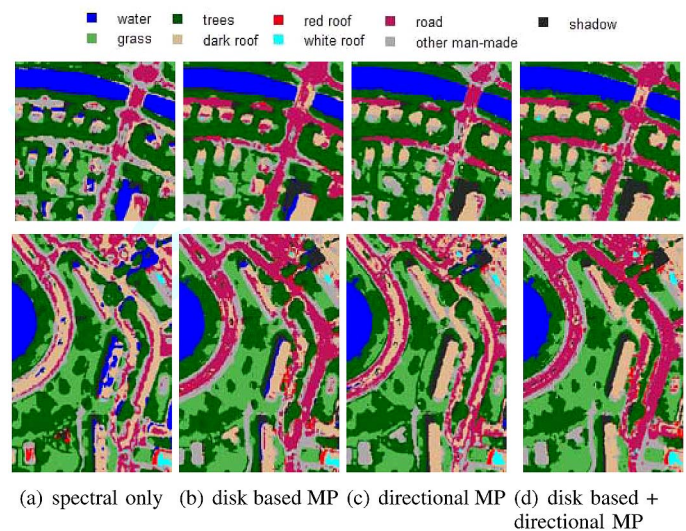 water trees red roof road shadow
grass dark roof white roof other man-made
(a) spectral only (b) disk based MP (c) directional MP (d) disk based +
directional MP